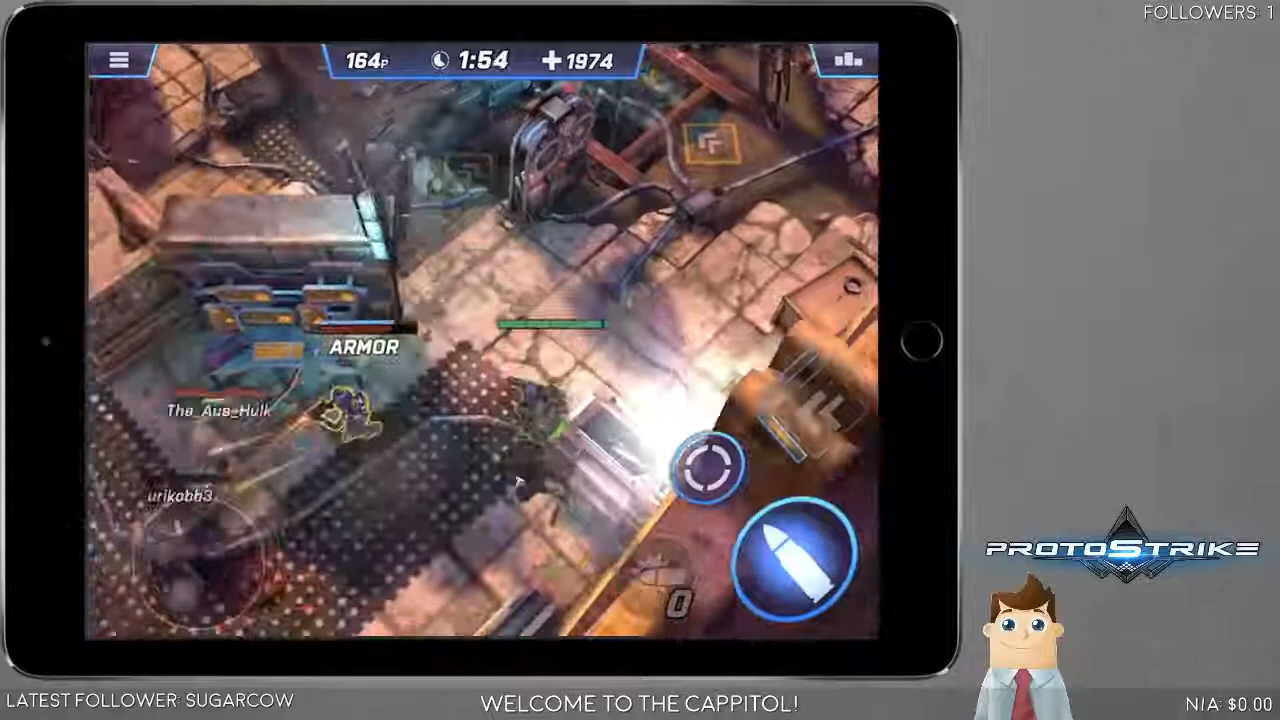 FOLLOWERS: 1
164P
1:54
1974
ARMOR
The_Aus_Hulk
urikobb3
0
PROTOSTRIKE
LATEST FOLLOWER: SUGARCOW
WELCOME TO THE CAPPITOL!
N/A: $0.00